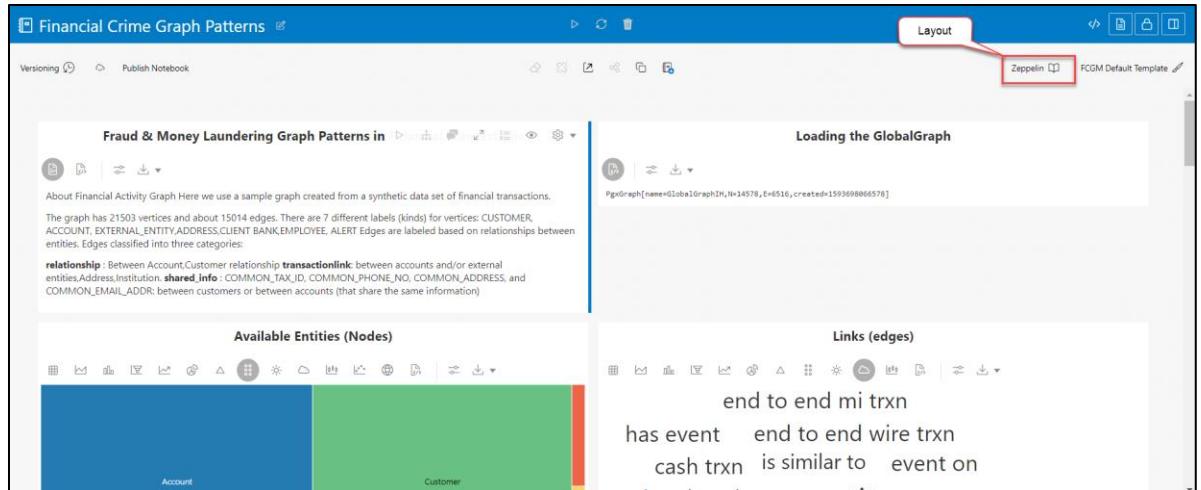 Financial Crime Graph Patterns
Layout
Versioning
Publish Notebook
Zeppelin
FCGM Default Template
Fraud & Money Laundering Graph Patterns in
About Financial Activity Graph Here we use a sample graph created from a synthetic data set of financial transactions.
The graph has 21503 vertices and about 15014 edges. There are 7 different labels (kinds) for vertices: CUSTOMER,
ACCOUNT, EXTERNAL_ENTITY,ADDRESS,CLIENT BANK,EMPLOYEE, ALERT Edges are labeled based on relationships between
entities. Edges classified into three categories:
relationship : Between Account,Customer relationship transactionlink: between accounts and/or external
entities,Address,Institution. shared_info : COMMON_TAX_ID, COMMON_PHONE_NO, COMMON_ADDRESS, and
COMMON_EMAIL_ADDR: between customers or between accounts (that share the same information)
Loading the GlobalGraph
PgxGraph[name=GlobalGraphIH,N=14578,E=6516,created=1593698066578]
Available Entities (Nodes)
Account
Customer
Links (edges)
end to end mi trxn
has event
end to end wire trxn
cash trxn
is similar to
event on